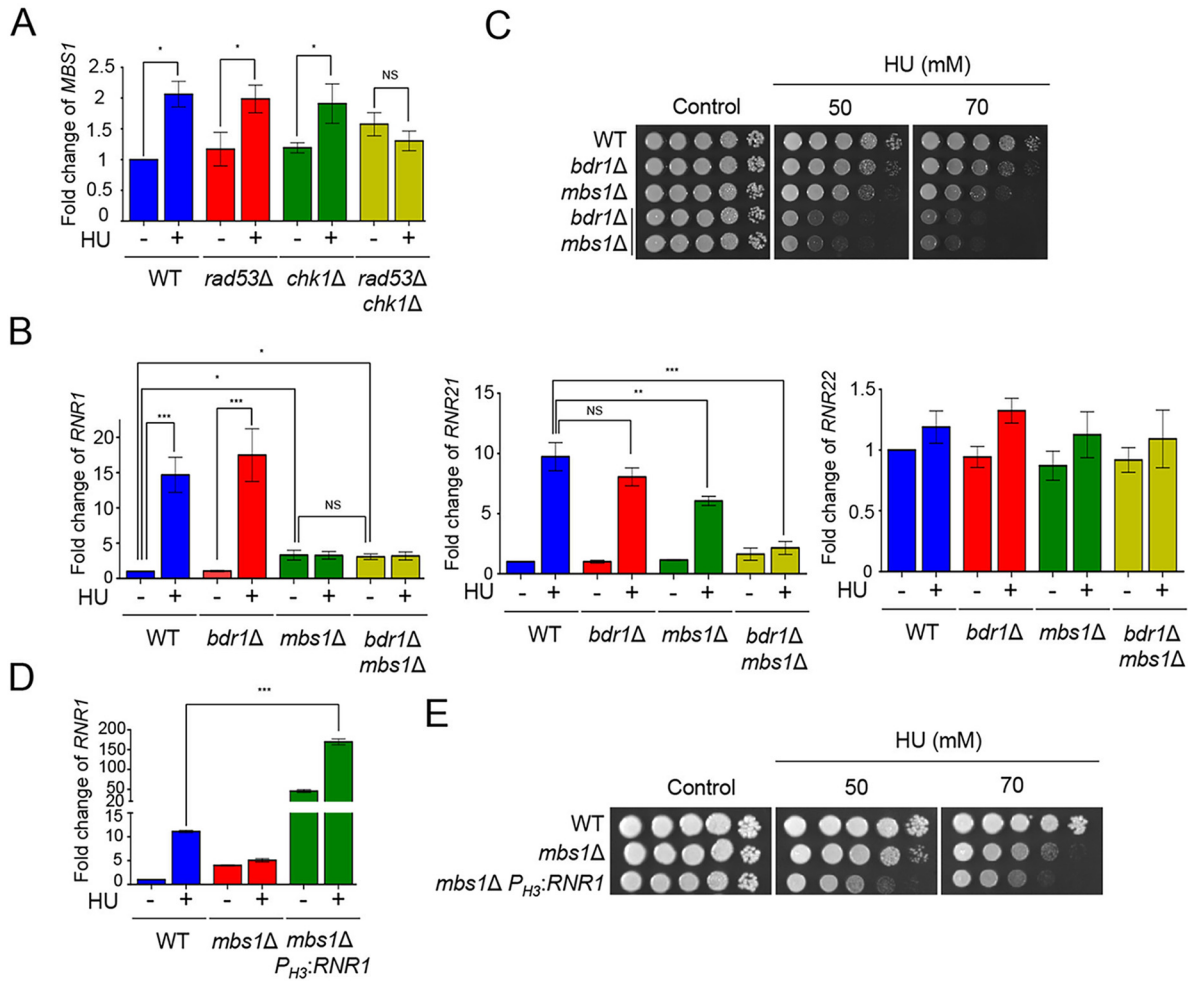 A
Fold change of MBS1
2.5
2
1.5
1
0.5
0
* * * NS
HU - + - + - + - +
WT rad53Δ chk1Δ rad53Δ
chk1Δ
C
HU (mM)
Control 50 70
WT
bdr1Δ
mbs1Δ
bdr1Δ
mbs1Δ
B
Fold change of RNR1
20
15
10
5
0
*
*
*** ***
NS
HU - + - + - + - +
WT bdr1Δ mbs1Δ bdr1Δ
mbs1Δ
Fold change of RNR21
15
10
5
0
***
**
NS
HU - + - + - + - +
WT bdr1Δ mbs1Δ bdr1Δ
mbs1Δ
Fold change of RNR22
1.5
1
0.5
0
HU - + - + - + - +
WT bdr1Δ mbs1Δ bdr1Δ
mbs1Δ
D
Fold change of RNR1
200
150
100
50
20
15
10
5
0
***
HU - + - + - +
WT mbs1Δ mbs1Δ
PH3:RNR1
E
HU (mM)
Control 50 70
WT
mbs1Δ
mbs1Δ PH3:RNR1